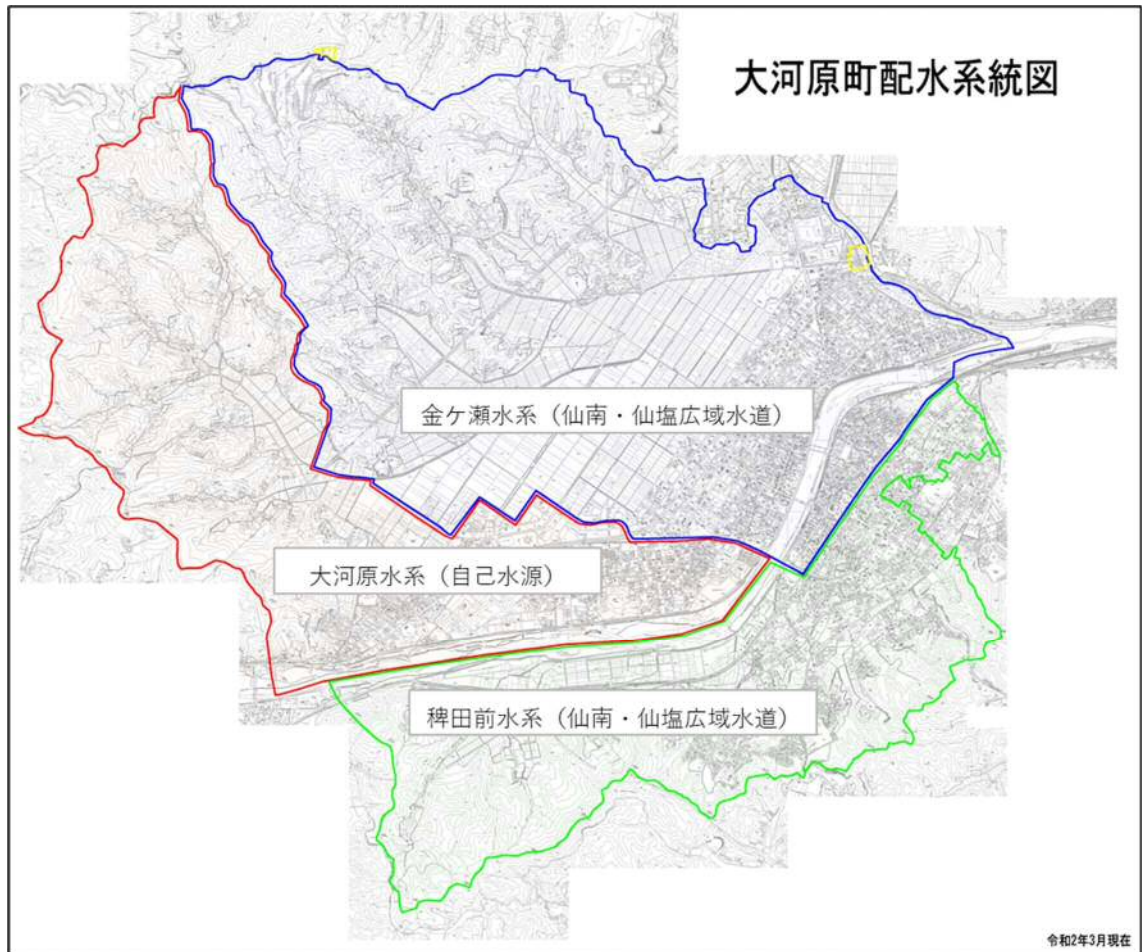 大河原町配水系統図
金ケ瀬水系（仙南・仙塩広域水道）
大河原水系（自己水源）
稗田前水系（仙南・仙塩広域水道）
令和2年3月現在